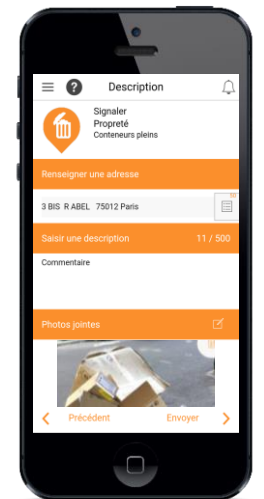 Description
Signaler
Propreté
Conteneurs pleins
Renseigner une adresse
3 BIS R ABEL 75012 Paris
Saisir une description 11 / 500
Commentaire
Photos jointes
Précédent Envoyer